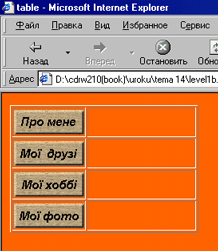 table - Microsoft Internet Explorer
Файл Правка Вид Избранное Сервис
Назад Вперед Останов Обно
Адрес D:\cdrw210(book)\uroku\tema 14\level1b.
Про мене
Мої друзі
Мої хоббі
Мої фото